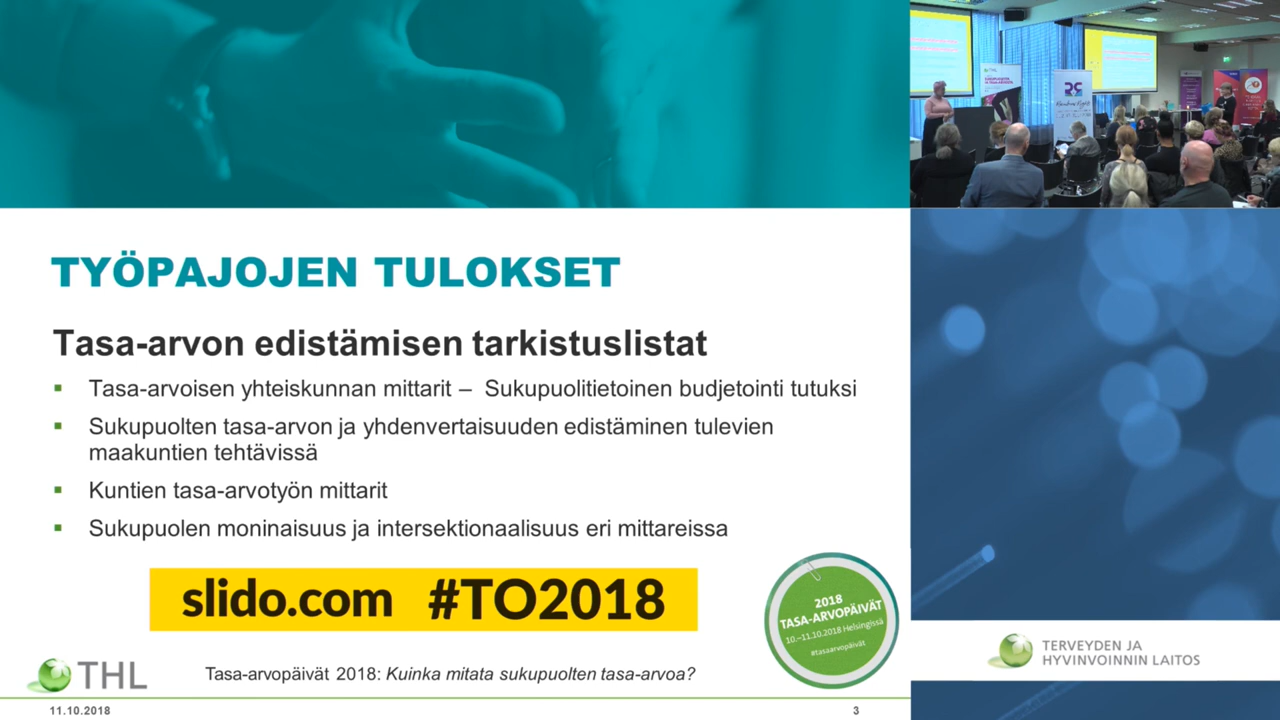 TYÖPAJOJEN TULOKSET
Tasa-arvon edistämisen tarkistuslistat
Tasa-arvoisen yhteiskunnan mittarit – Sukupuolitietoinen budjetointi tutuksi
Sukupuolten tasa-arvon ja yhdenvertaisuuden edistäminen tulevien
maakuntien tehtävissä
Kuntien tasa-arvotyön mittarit
Sukupuolen moninaisuus ja intersektionaalisuus eri mittareissa
slido.com #TO2018
2018
TASA-ARVOPÄIVÄT
10.–11.10.2018 Helsingissä
#tasaarvopäivät
THL
Tasa-arvopäivät 2018: Kuinka mitata sukupuolten tasa-arvoa?
11.10.2018
3
THL
TERVEYDEN JA
HYVINVOINNIN LAITOS